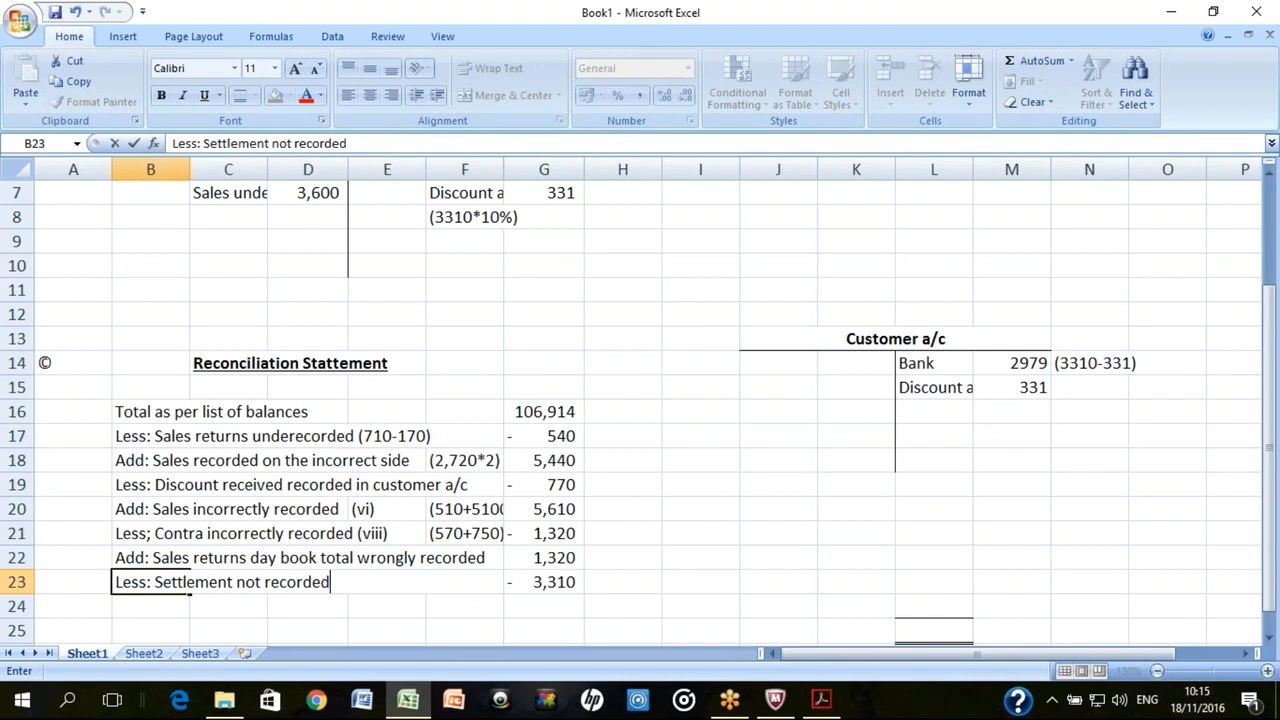 Book1 - Microsoft Excel
Home Insert Page Layout Formulas Data Review View
Paste
Cut
Copy
Format Painter
Clipboard
Calibri 11
Font
Wrap Text
Merge & Center
Alignment
General
Number
Conditional Formatting
Format as Table
Cell Styles
Styles
Insert Delete Format
Cells
AutoSum
Fill
Clear
Sort & Filter
Find & Select
Editing
B23 Less: Settlement not recorded
A B C D E F G H I J K L M N O P
7 Sales unde 3,600 Discount a 331
8 (3310*10%)
9
10
11
12
13 Customer a/c
14 © Reconciliation Stattement Bank 2979 (3310-331)
15 Discount a 331
16 Total as per list of balances 106,914
17 Less: Sales returns underecorded (710-170) - 540
18 Add: Sales recorded on the incorrect side (2,720*2) 5,440
19 Less: Discount received recorded in customer a/c - 770
20 Add: Sales incorrectly recorded (vi) (510+5100 5,610
21 Less; Contra incorrectly recorded (viii) (570+750) - 1,320
22 Add: Sales returns day book total wrongly recorded 1,320
23 Less: Settlement not recorded - 3,310
24
25
Sheet1 Sheet2 Sheet3
Enter
ENG
10:15
18/11/2016